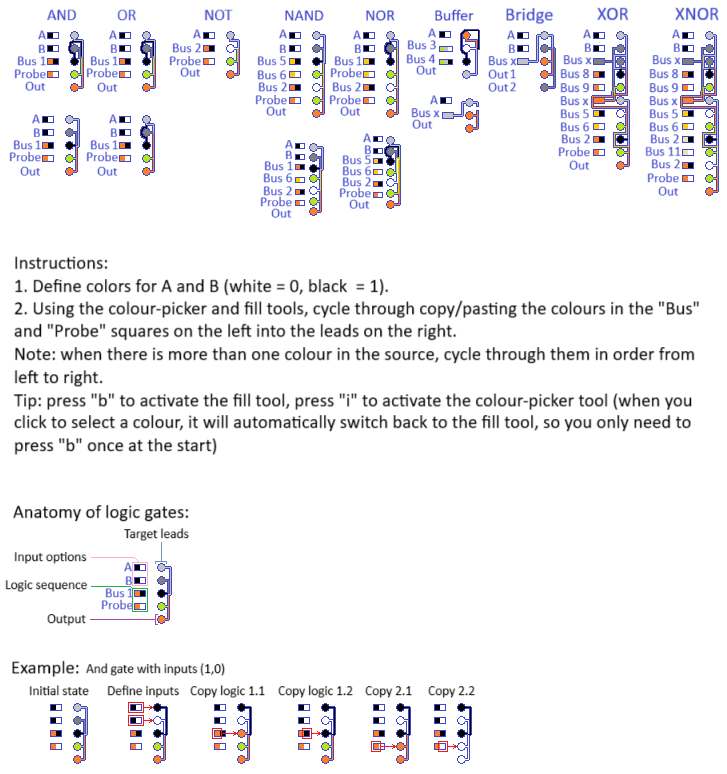 AND OR NOT NAND NOR Buffer Bridge XOR XNOR
A A A A A A A A A
B B Bus 2 B B Bus 3 B B B
Bus 1 Bus 1 Probe Bus 5 Bus 1 Bus 4 Bus x Bus x Bus x
Probe Probe Out Bus 6 Probe Out Out 1 Bus 8 Bus 8
Out Out Bus 2 Bus 2 Out 2 Bus 9 Bus 9
Probe Probe A Bus x Bus x
Out Out Bus x Bus 5 Bus 5
A A Out Bus 6 Bus 6
B B A A Bus 2 Bus 2
Bus 1 Bus 1 B B Probe Bus 11
Probe Probe Bus 1 Bus 5 Out Bus 2
Out Out Bus 6 Bus 6 Probe
Bus 2 Bus 2 Out
Probe Probe
Out Out
Instructions:
1. Define colors for A and B (white = 0, black = 1).
2. Using the colour-picker and fill tools, cycle through copy/pasting the colours in the "Bus"
and "Probe" squares on the left into the leads on the right.
Note: when there is more than one colour in the source, cycle through them in order from
left to right.
Tip: press "b" to activate the fill tool, press "i" to activate the colour-picker tool (when you
click to select a colour, it will automatically switch back to the fill tool, so you only need to
press "b" once at the start)
Anatomy of logic gates:
Target leads
Input options
A
B
Logic sequence
Bus 1
Probe
Output
Example: And gate with inputs (1,0)
Initial state Define inputs Copy logic 1.1 Copy logic 1.2 Copy 2.1 Copy 2.2